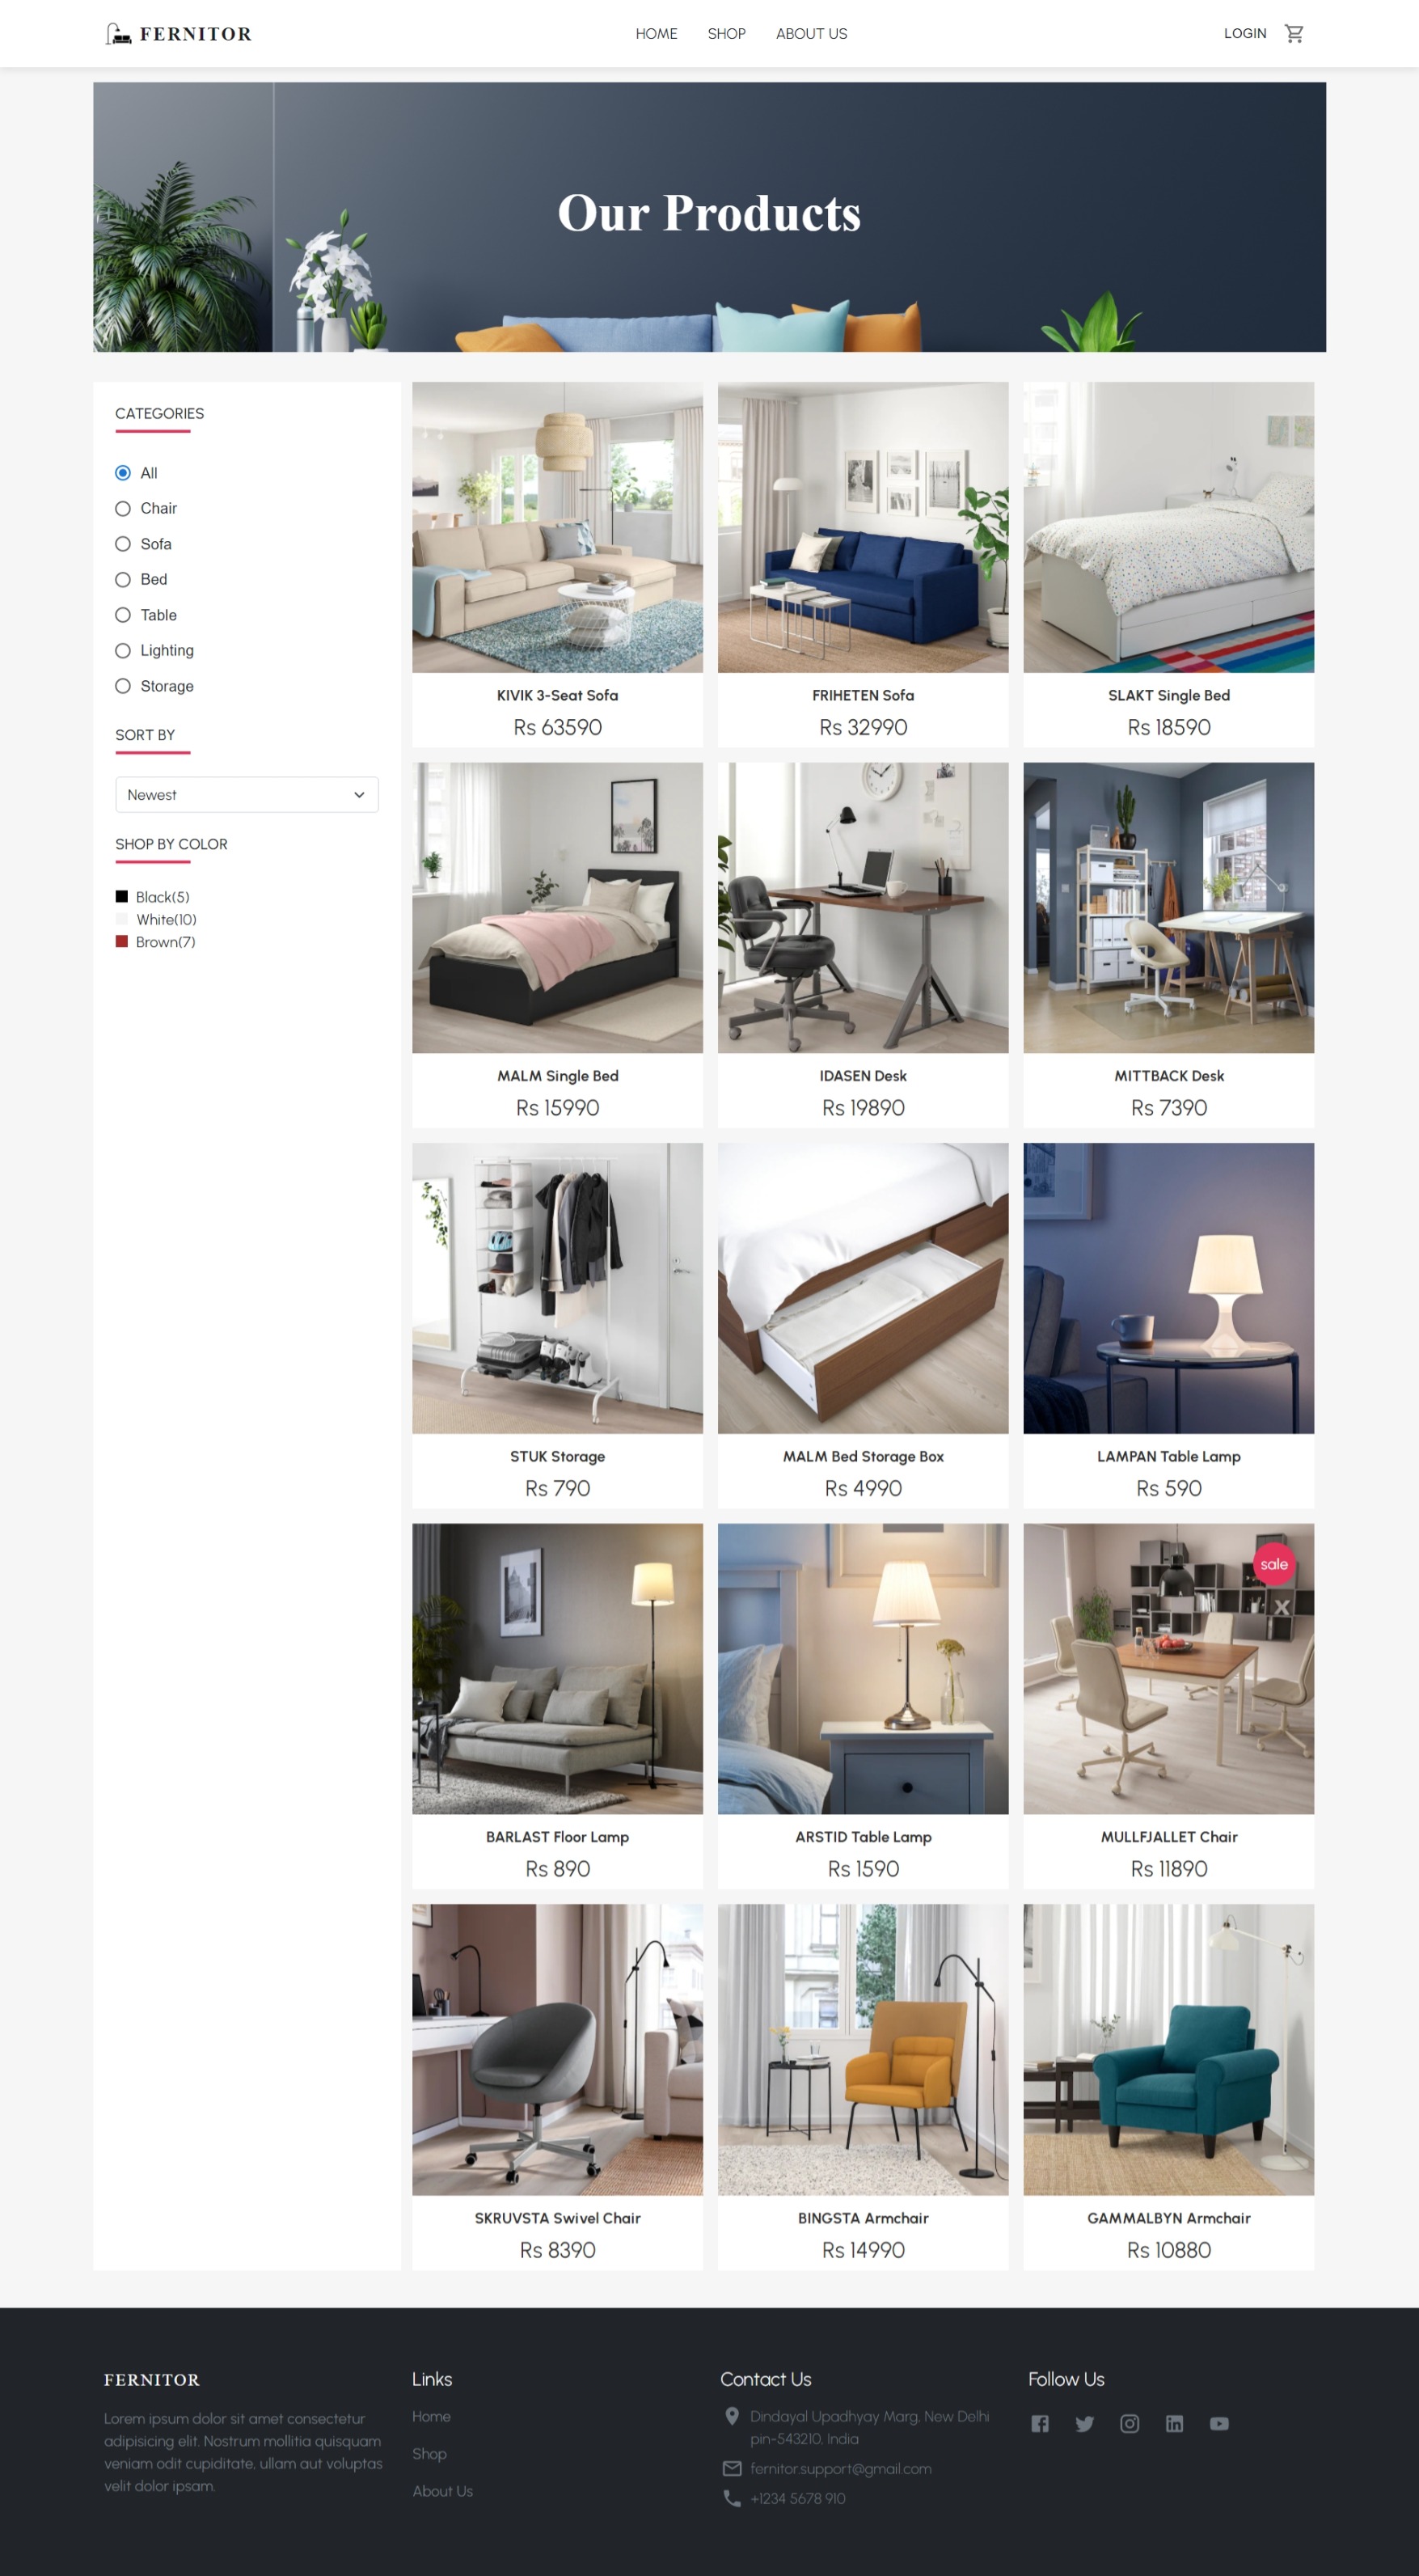 FERNITOR
HOME SHOP ABOUT US
LOGIN
Our Products
CATEGORIES
All
Chair
Sofa
Bed
Table
Lighting
Storage
SORT BY
Newest
SHOP BY COLOR
Black(5)
White(10)
Brown(7)
KIVIK 3-Seat Sofa
Rs 63590
FRIHETEN Sofa
Rs 32990
SLAKT Single Bed
Rs 18590
MALM Single Bed
Rs 15990
IDASEN Desk
Rs 19890
MITTBACK Desk
Rs 7390
STUK Storage
Rs 790
MALM Bed Storage Box
Rs 4990
LAMPAN Table Lamp
Rs 590
BARLAST Floor Lamp
Rs 890
ARSTID Table Lamp
Rs 1590
sale
X
MULLFJALLET Chair
Rs 11890
SKRUVSTA Swivel Chair
Rs 8390
BINGSTA Armchair
Rs 14990
GAMMALBYN Armchair
Rs 10880
FERNITOR
Lorem ipsum dolor sit amet consectetur
adipisicing elit. Nostrum mollitia quisquam
veniam odit cupiditate, ullam aut voluptas
velit dolor ipsam.
Links
Home
Shop
About Us
Contact Us
Dindayal Upadhyay Marg, New Delhi
pin-543210, India
fernitor.support@gmail.com
+1234 5678 910
Follow Us